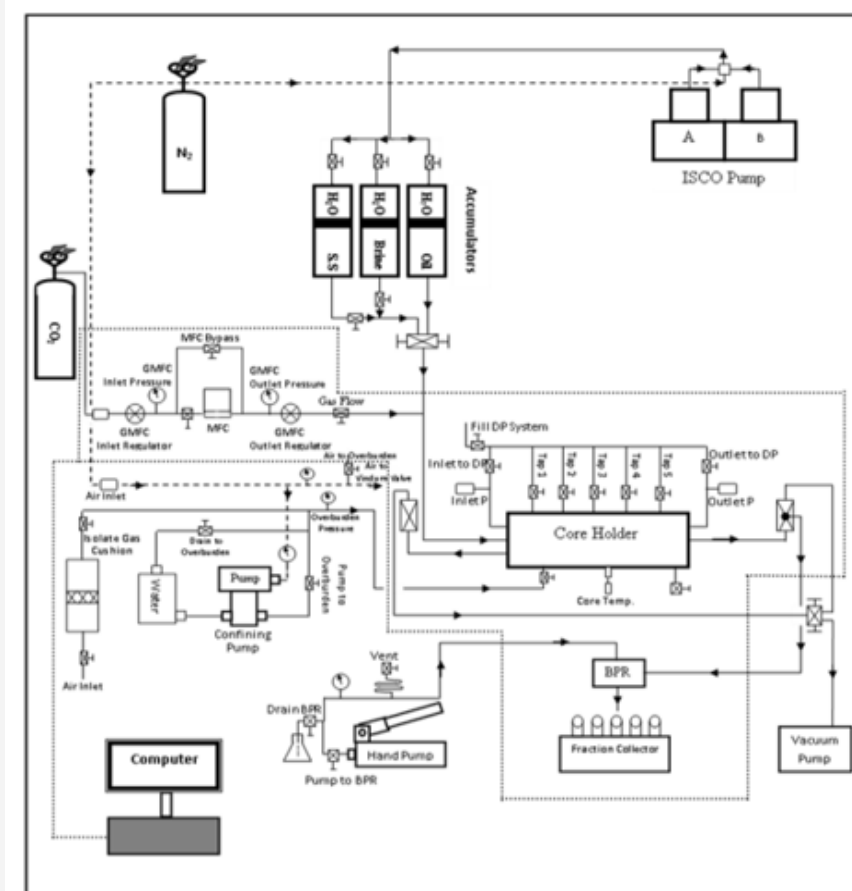 N2
A
B
ISCO Pump
H2O
H2O
H2O
S.S
Brine
Oil
Accumulators
CO2
MFC Bypass
GMFC
Inlet Pressure
GMFC
Outlet Pressure
Gas Flow
GMFC
Inlet Regulator
MFC
GMFC
Outlet Regulator
Fill DP System
Inlet to DP
Tap 1
Tap 2
Tap 3
Tap 4
Tap 5
Outlet to DP
Inlet P
Outlet P
Air to Overburden
Air to
Air Inlet
Overburden
Pressure
Core Holder
Isolate Gas
Cushion
Drain to
Overburden
Pump to
Overburden
Water
Pump
Confining
Pump
Core Temp.
Air Inlet
Vent
BPR
Drain BPR
Hand Pump
Pump to BPR
Fraction Collector
Vacuum
Pump
Computer